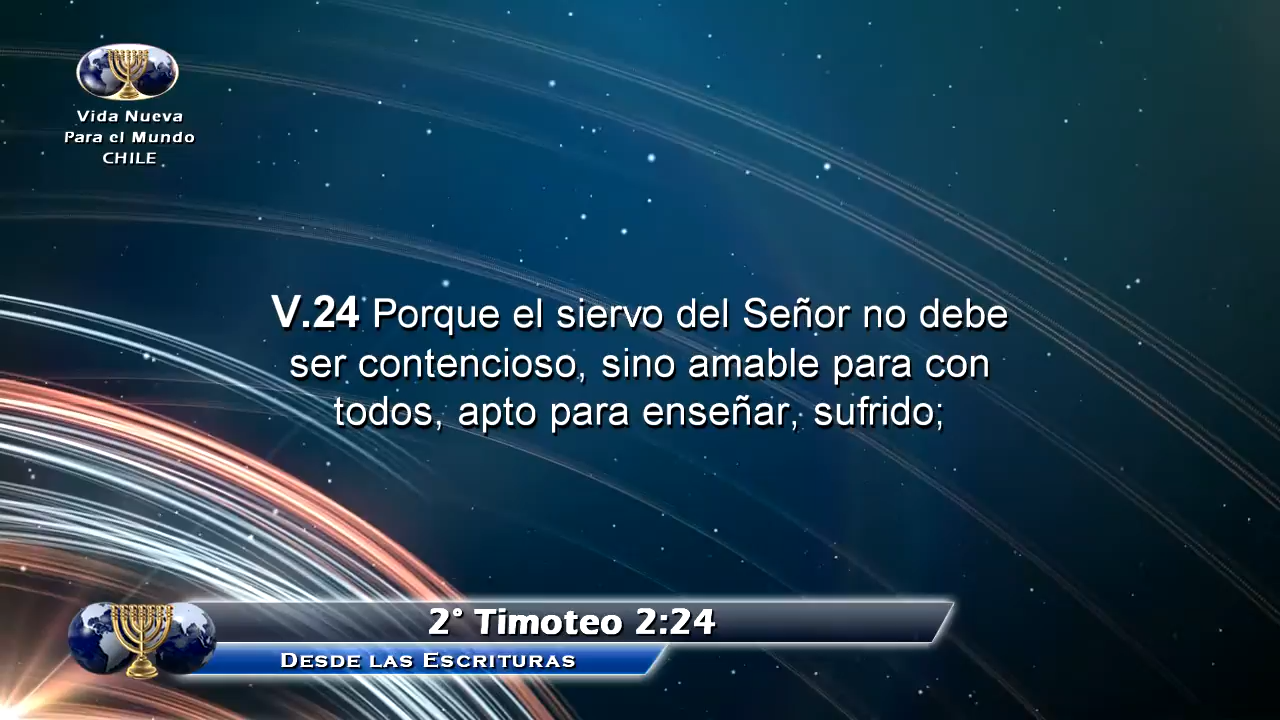 Vida Nueva
Para el Mundo
CHILE
V.24 Porque el siervo del Señor no debe
ser contencioso, sino amable para con
todos, apto para enseñar, sufrido;
2° Timoteo 2:24
Desde las Escrituras